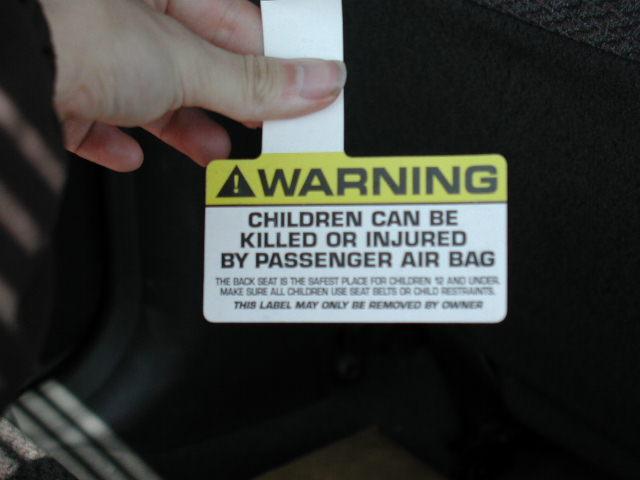 WARNING
CHILDREN CAN BE
KILLED OR INJURED
BY PASSENGER AIR BAG
THE BACK SEAT IS THE SAFEST PLACE FOR CHILDREN 12 AND UNDER.
MAKE SURE ALL CHILDREN USE SEAT BELTS OR CHILD RESTRAINTS.
THIS LABEL MAY ONLY BE REMOVED BY OWNER